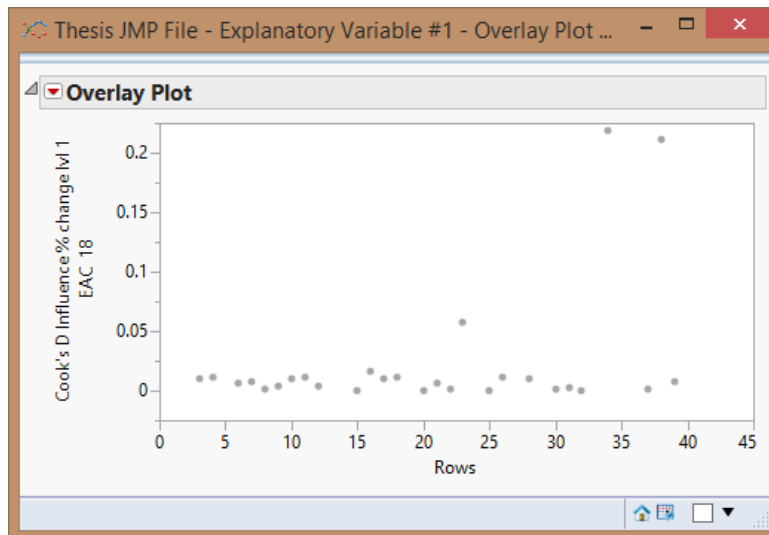 Thesis JMP File - Explanatory Variable #1 - Overlay Plot ...
Overlay Plot
Cook's D Influence % change lvl 1
EAC 18
0.2
0.15
0.1
0.05
0
0 5 10 15 20 25 30 35 40 45
Rows